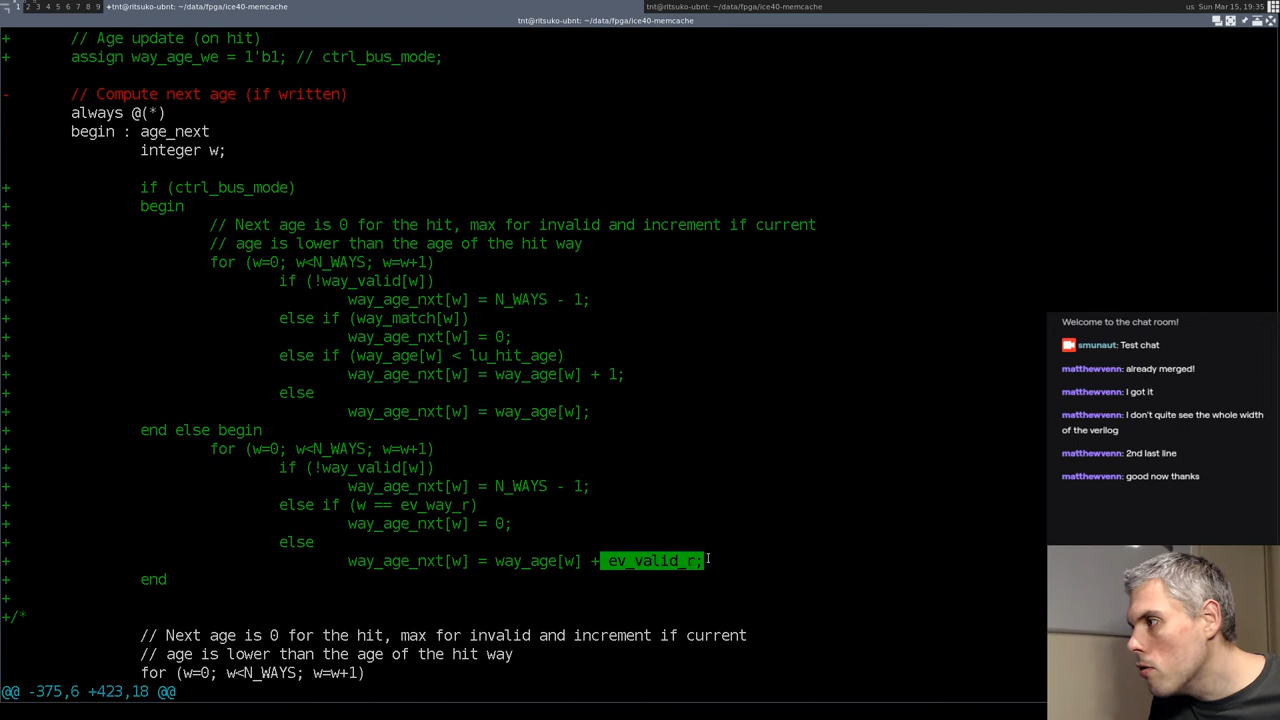 1 2 3 4 5 6 7 8 9
tnt@ritsuko-ubnt: ~/data/fpga/ice40-memcache
tnt@ritsuko-ubnt: ~/data/fpga/ice40-memcache
us Sun Mar 15, 19:35
tnt@ritsuko-ubnt: ~/data/fpga/ice40-memcache
+ // Age update (on hit)
+ assign way_age_we = 1'b1; // ctrl_bus_mode;
- // Compute next age (if written)
always @(*)
begin : age_next
integer w;
+ if (ctrl_bus_mode)
+ begin
+ // Next age is 0 for the hit, max for invalid and increment if current
+ // age is lower than the age of the hit way
+ for (w=0; w<N_WAYS; w=w+1)
+ if (!way_valid[w])
+ way_age_nxt[w] = N_WAYS - 1;
+ else if (way_match[w])
+ way_age_nxt[w] = 0;
+ else if (way_age[w] < lu_hit_age)
+ way_age_nxt[w] = way_age[w] + 1;
+ else
+ way_age_nxt[w] = way_age[w];
+ end else begin
+ for (w=0; w<N_WAYS; w=w+1)
+ if (!way_valid[w])
+ way_age_nxt[w] = N_WAYS - 1;
+ else if (w == ev_way_r)
+ way_age_nxt[w] = 0;
+ else
+ way_age_nxt[w] = way_age[w] + ev_valid_r;
+ end
+
+/*
// Next age is 0 for the hit, max for invalid and increment if current
// age is lower than the age of the hit way
for (w=0; w<N_WAYS; w=w+1)
@@ -375,6 +423,18 @@
Welcome to the chat room!
smunaut: Test chat
matthewvenn: already merged!
matthewvenn: I got it
matthewvenn: I don't quite see the whole width
of the verilog
matthewvenn: 2nd last line
matthewvenn: good now thanks